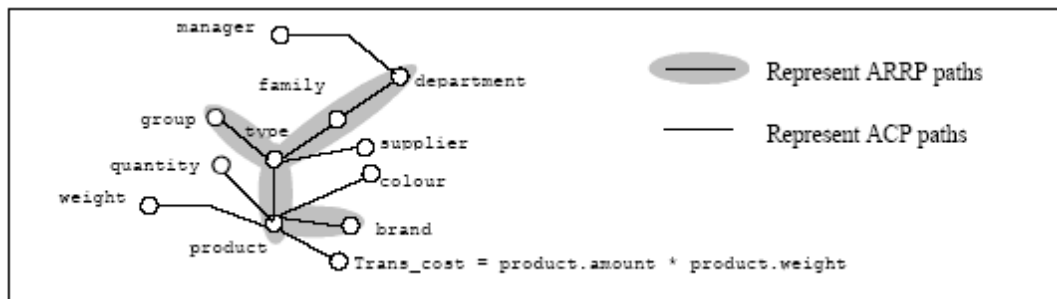 manager
family
department
group
type
supplier
quantity
colour
weight
brand
product
Trans_cost = product.amount * product.weight
Represent ARRP paths
Represent ACP paths